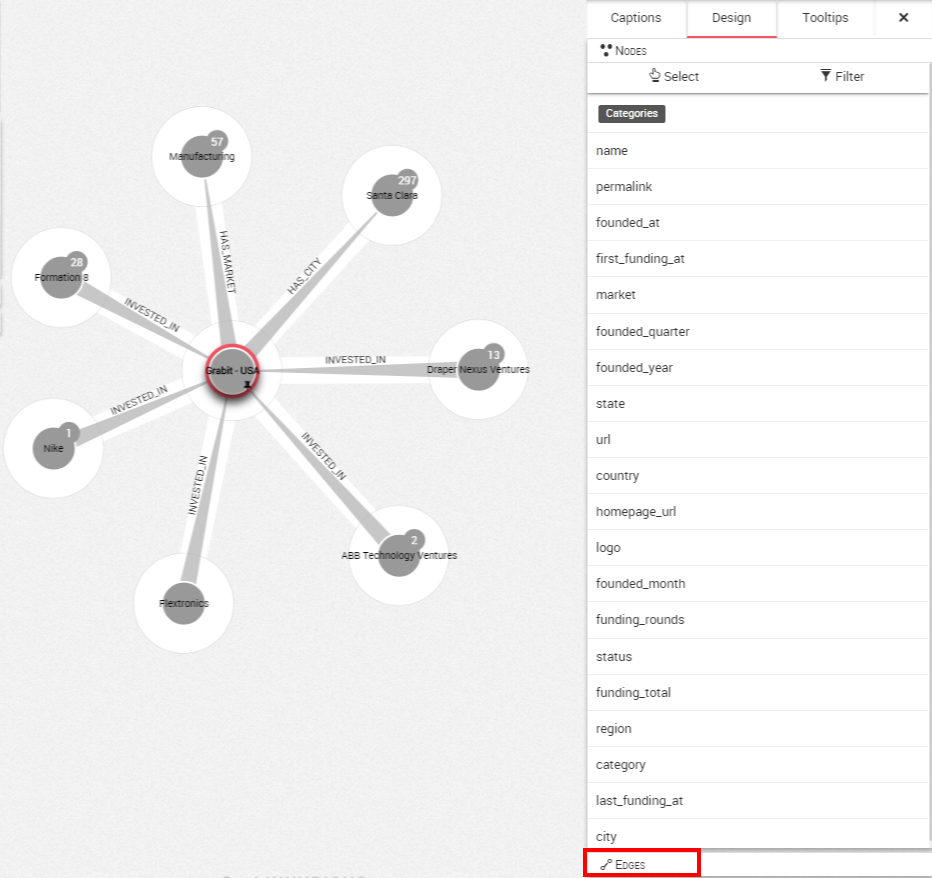 Captions Design Tooltips ✕
Nodes
Select Filter
Categories
name
permalink
founded_at
first_funding_at
market
founded_quarter
founded_year
state
url
country
homepage_url
logo
founded_month
funding_rounds
status
funding_total
region
category
last_funding_at
city
Edges
57
Manufacturing
297
Santa Clara
28
Formation 8
HAS_MARKET
HAS_CITY
INVESTED_IN
INVESTED_IN
13
Draper Nexus Ventures
Grabit - USA
INVESTED_IN
1
Nike
INVESTED_IN
INVESTED_IN
2
ABB Technology Ventures
Flextronics